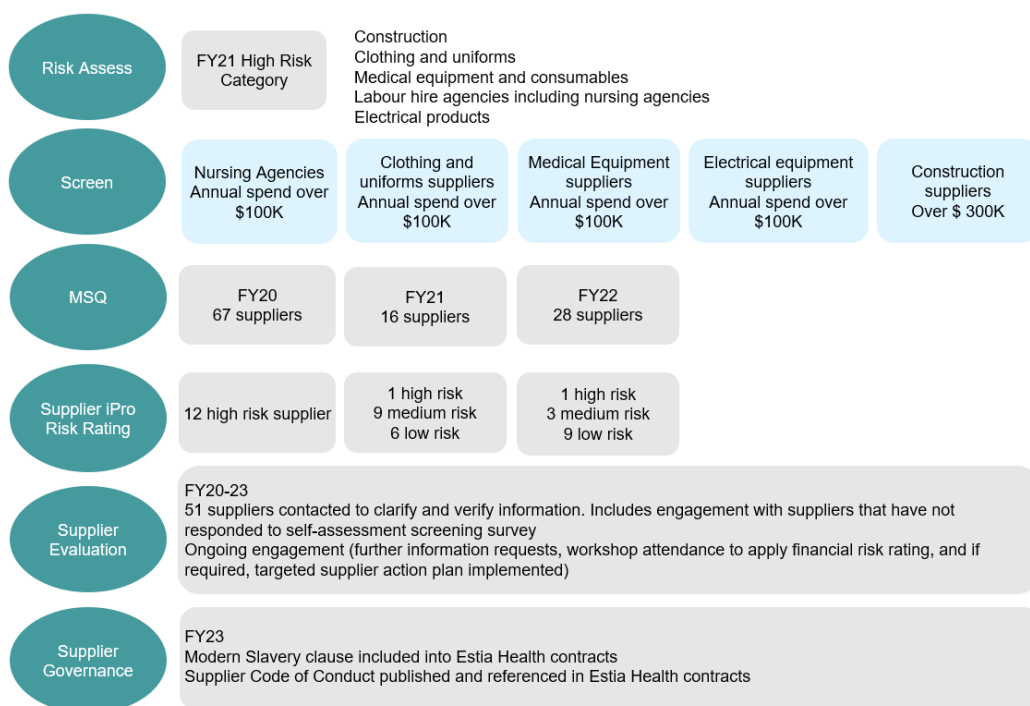 Risk Assess
FY21 High Risk
Category
Construction
Clothing and uniforms
Medical equipment and consumables
Labour hire agencies including nursing agencies
Electrical products
Screen
Nursing Agencies
Annual spend over
$100K
Clothing and
uniforms suppliers
Annual spend over
$100K
Medical Equipment
suppliers
Annual spend over
$100K
Electrical equipment
suppliers
Annual spend over
$100K
Construction
suppliers
Over $ 300K
MSQ
FY20
67 suppliers
FY21
16 suppliers
FY22
28 suppliers
Supplier iPro
Risk Rating
12 high risk supplier
1 high risk
9 medium risk
6 low risk
1 high risk
3 medium risk
9 low risk
Supplier
Evaluation
FY20-23
51 suppliers contacted to clarify and verify information. Includes engagement with suppliers that have not
responded to self-assessment screening survey
Ongoing engagement (further information requests, workshop attendance to apply financial risk rating, and if
required, targeted supplier action plan implemented)
Supplier
Governance
FY23
Modern Slavery clause included into Estia Health contracts
Supplier Code of Conduct published and referenced in Estia Health contracts